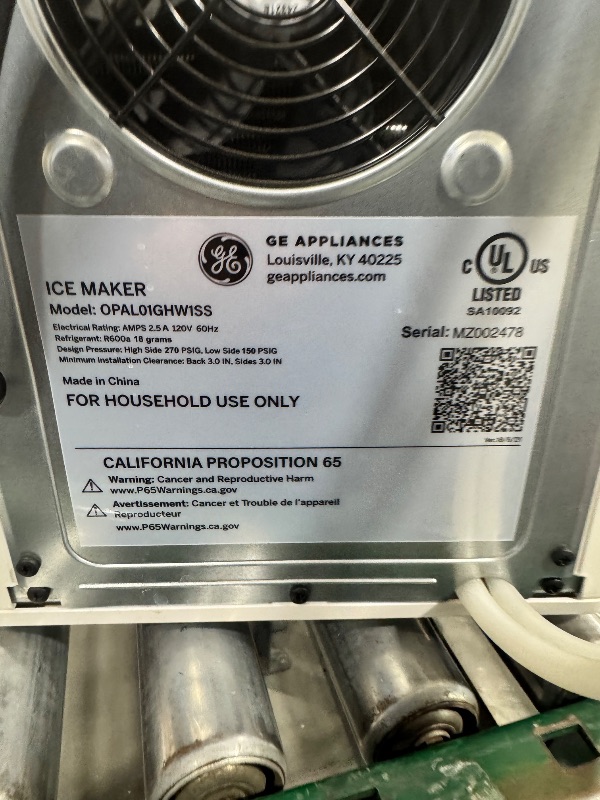 GE APPLIANCES
Louisville, KY 40225
geappliances.com
C UL US
LISTED
SA10092
ICE MAKER
Model: OPAL01GHW1SS
Serial: MZ002478
Electrical Rating: AMPS 2.5 A 120V 60Hz
Refrigerant: R600a 18 grams
Design Pressure: High Side 270 PSIG, Low Side 150 PSIG
Minimum Installation Clearance: Back 3.0 IN, Sides 3.0 IN
Made in China
FOR HOUSEHOLD USE ONLY
CALIFORNIA PROPOSITION 65
Warning: Cancer and Reproductive Harm
www.P65Warnings.ca.gov
Avertissement: Cancer et Trouble de l'appareil
Reproducteur
www.P65Warnings.ca.gov